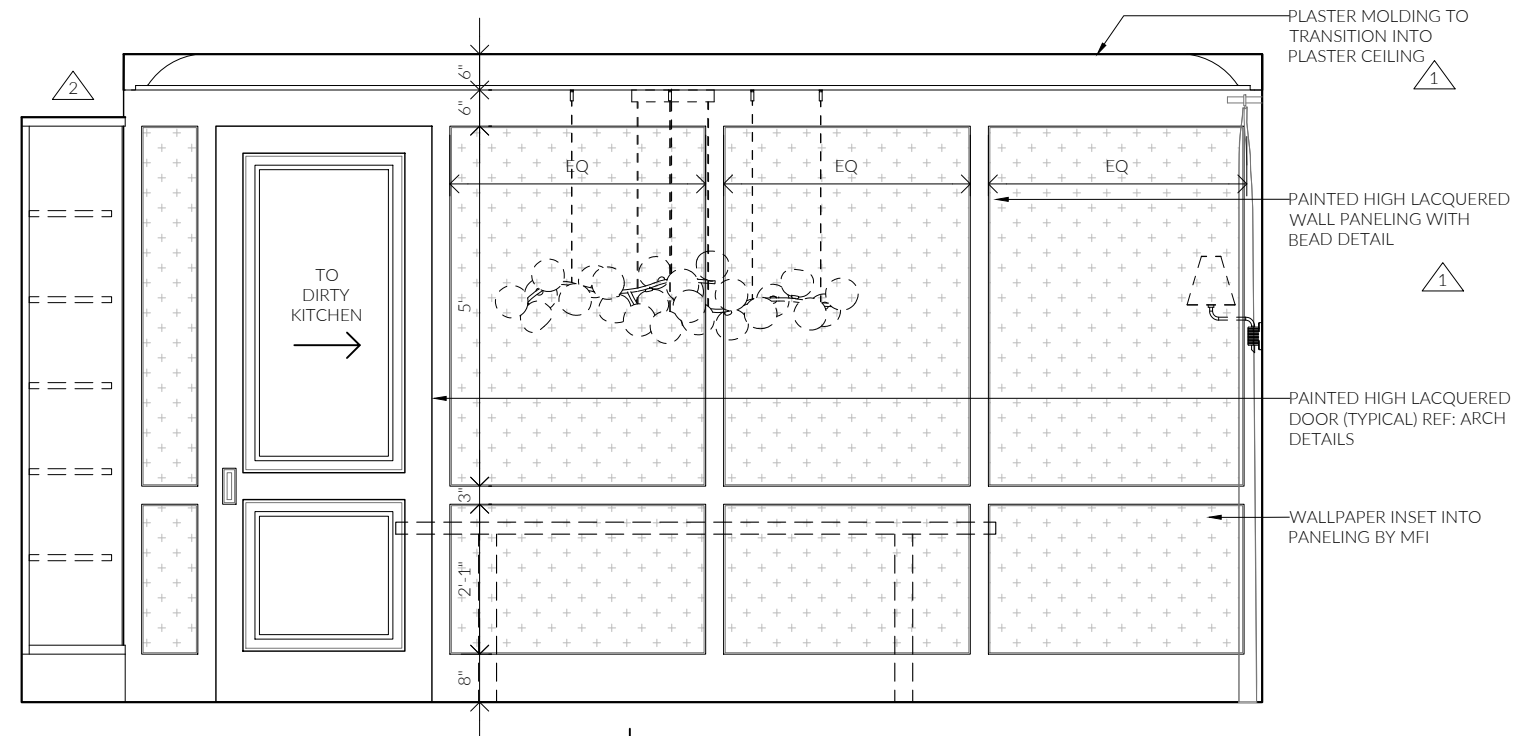 PLASTER MOLDING TO
TRANSITION INTO
PLASTER CEILING
1
2
6"
6"
EQ
EQ
EQ
PAINTED HIGH LACQUERED
WALL PANELING WITH
BEAD DETAIL
1
TO
DIRTY
KITCHEN
5'
PAINTED HIGH LACQUERED
DOOR (TYPICAL) REF: ARCH
DETAILS
3"
WALLPAPER INSET INTO
PANELING BY MFI
2'-1"
8"